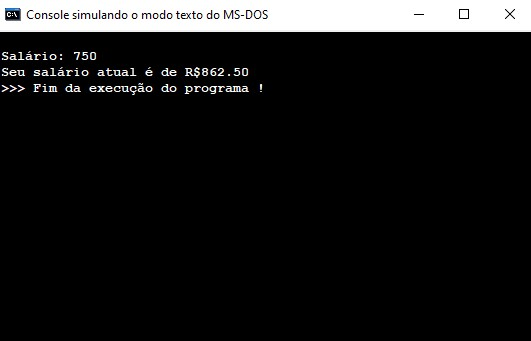 C:\
Console simulando o modo texto do MS-DOS
Salário: 750
Seu salário atual é de R$862.50
>>> Fim da execução do programa !